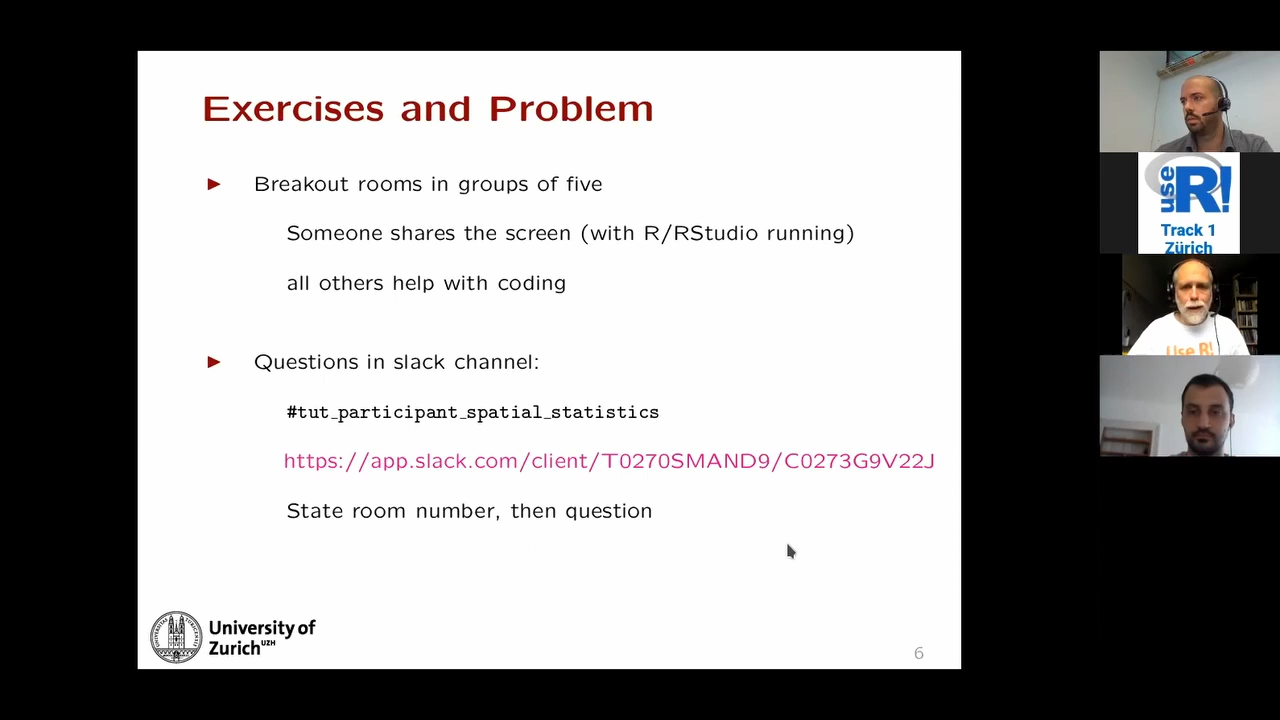 Exercises and Problem
Breakout rooms in groups of five
Someone shares the screen (with R/RStudio running)
all others help with coding
Questions in slack channel:
#tut_participant_spatial_statistics
https://app.slack.com/client/T0270SMAND9/C0273G9V22J
State room number, then question
University of
Zurich UZH
6
use R!
Track 1
Zürich
Use R!